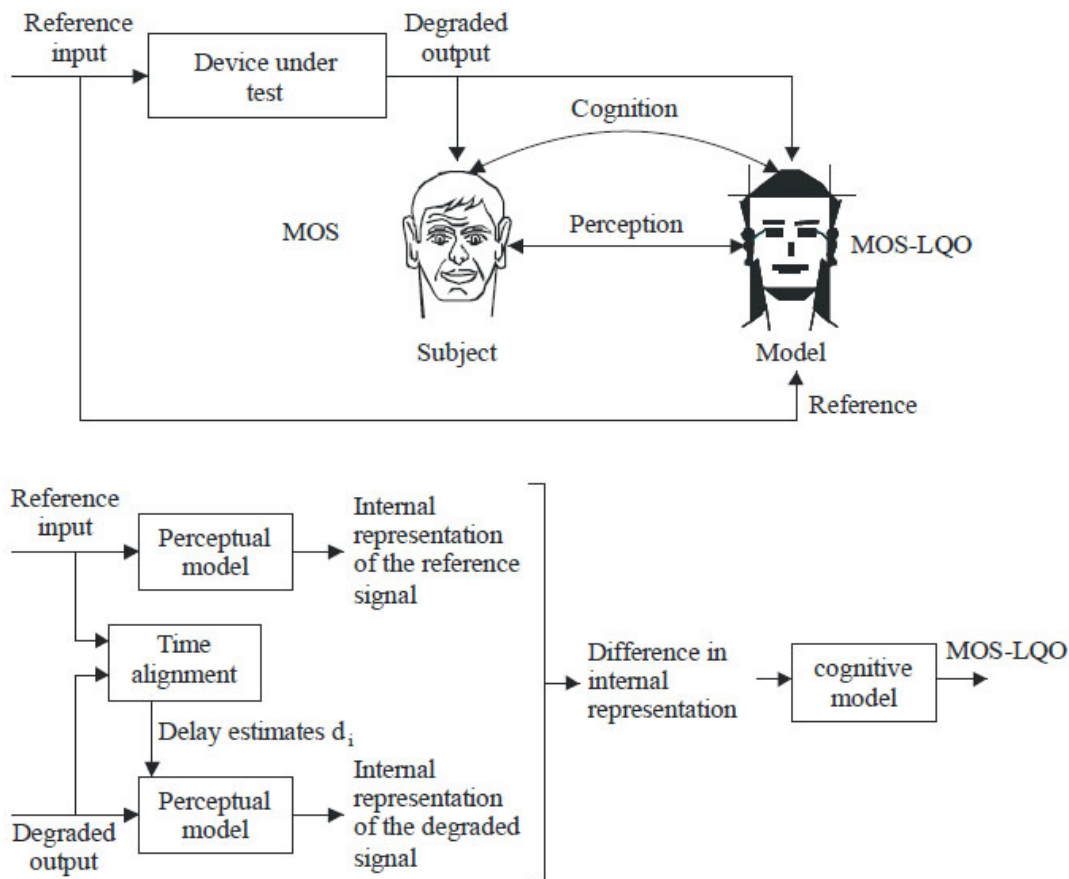 Reference
input
Device under
test
Degraded
output
Cognition
MOS
Perception
MOS-LQO
Subject
Model
Reference
Reference
input
Perceptual
model
Internal
representation
of the reference
signal
Time
alignment
Difference in
internal
representation
cognitive
model
MOS-LQO
Delay estimates d i
Degraded
output
Perceptual
model
Internal
representation
of the degraded
signal